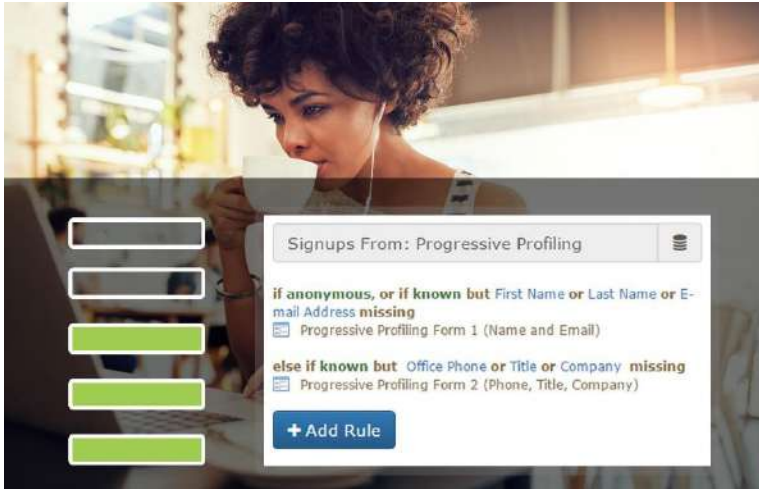 Signups From: Progressive Profiling
if anonymous, or if known but First Name or Last Name or E-
mail Address missing
Progressive Profiling Form 1 (Name and Email)
else if known but Office Phone or Title or Company missing
Progressive Profiling Form 2 (Phone, Title, Company)
+ Add Rule